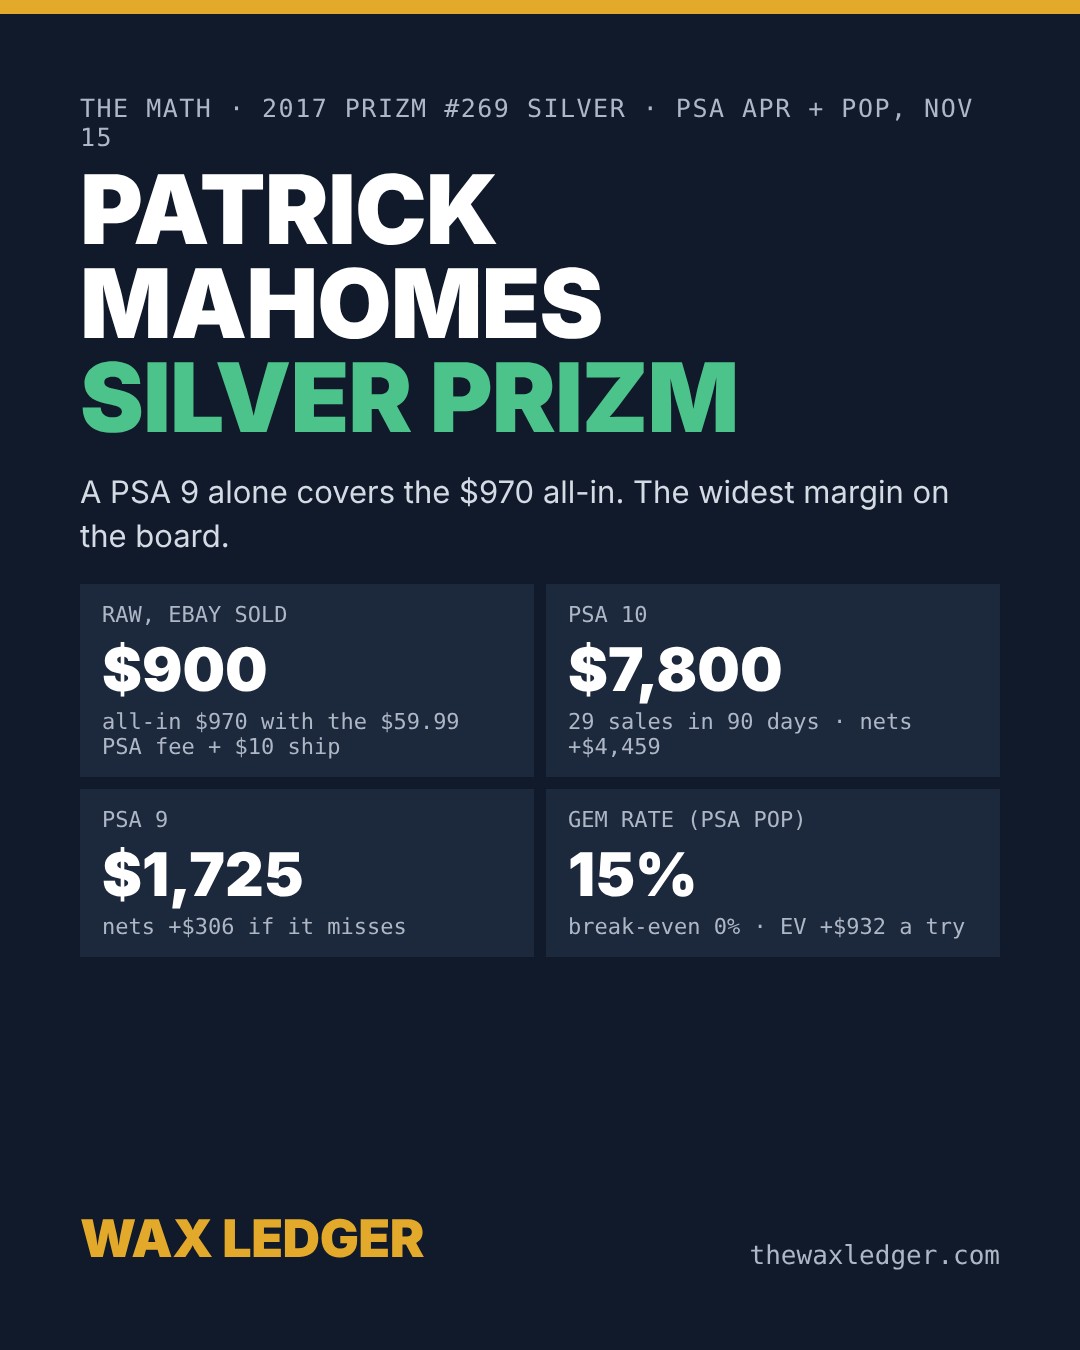 THE MATH · 2017 PRIZM #269 SILVER · PSA APR + POP, NOV
15
PATRICK
MAHOMES
SILVER PRIZM
A PSA 9 alone covers the $970 all-in. The widest margin on
the board.
RAW, EBAY SOLD
$900
all-in $970 with the $59.99
PSA fee + $10 ship
PSA 10
$7,800
29 sales in 90 days · nets
+$4,459
PSA 9
$1,725
nets +$306 if it misses
GEM RATE (PSA POP)
15%
break-even 0% · EV +$932 a try
WAX LEDGER
thewaxledger.com